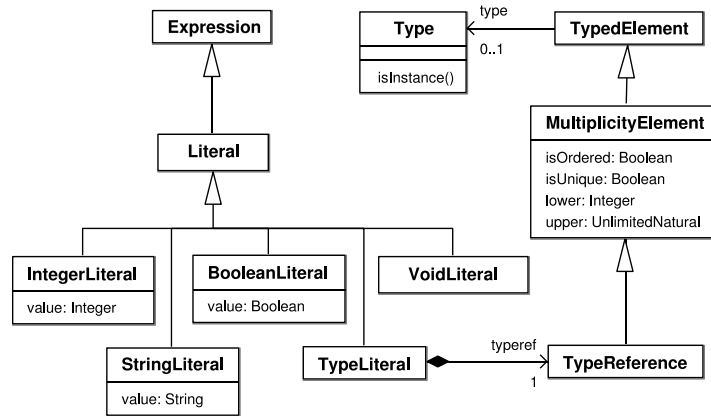 Expression
Type
isInstance()
type
0..1
TypedElement
Literal
MultiplicityElement
isOrdered: Boolean
isUnique: Boolean
lower: Integer
upper: UnlimitedNatural
IntegerLiteral
value: Integer
BooleanLiteral
value: Boolean
VoidLiteral
StringLiteral
value: String
TypeLiteral
typeref
1
TypeReference